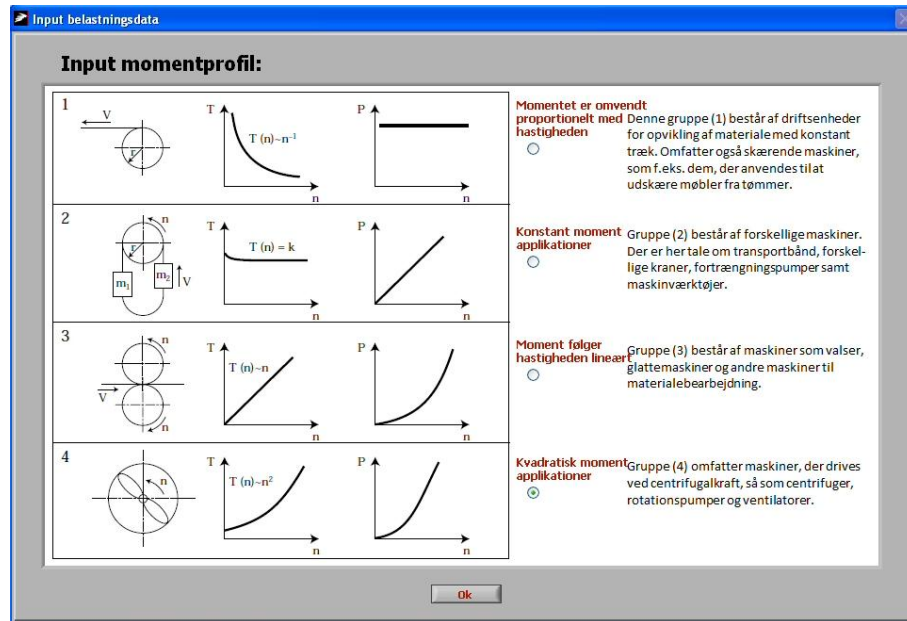 Input belastningsdata
Input momentprofil:
1
V
r
T
T (n)~n⁻¹
n
P
n
Momentet er omvendt
proportionelt med
hastigheden
Denne gruppe (1) består af driftsenheder
for opvikling af materiale med konstant
træk. Omfatter også skærende maskiner,
som f.eks. dem, der anvendes til at
udskære møbler fra tømmer.
2
n
r
m₁
m₂
V
T
T (n) = k
n
P
n
Konstant moment
applikationer
Gruppe (2) består af forskellige maskiner.
Der er her tale om transportbånd, forskel-
lige kraner, fortrængningspumper samt
maskinværktøjer.
3
n
V
n
T
T (n)~n
n
P
n
Moment følger
hastigheden lineært
Gruppe (3) består af maskiner som valser,
glattemaskiner og andre maskiner til
materialebearbejdning.
4
n
T
T (n)~n²
n
P
n
Kvadratisk moment
applikationer
Gruppe (4) omfatter maskiner, der drives
ved centrifugalkraft, så som centrifuger,
rotationspumper og ventilatorer.
Ok